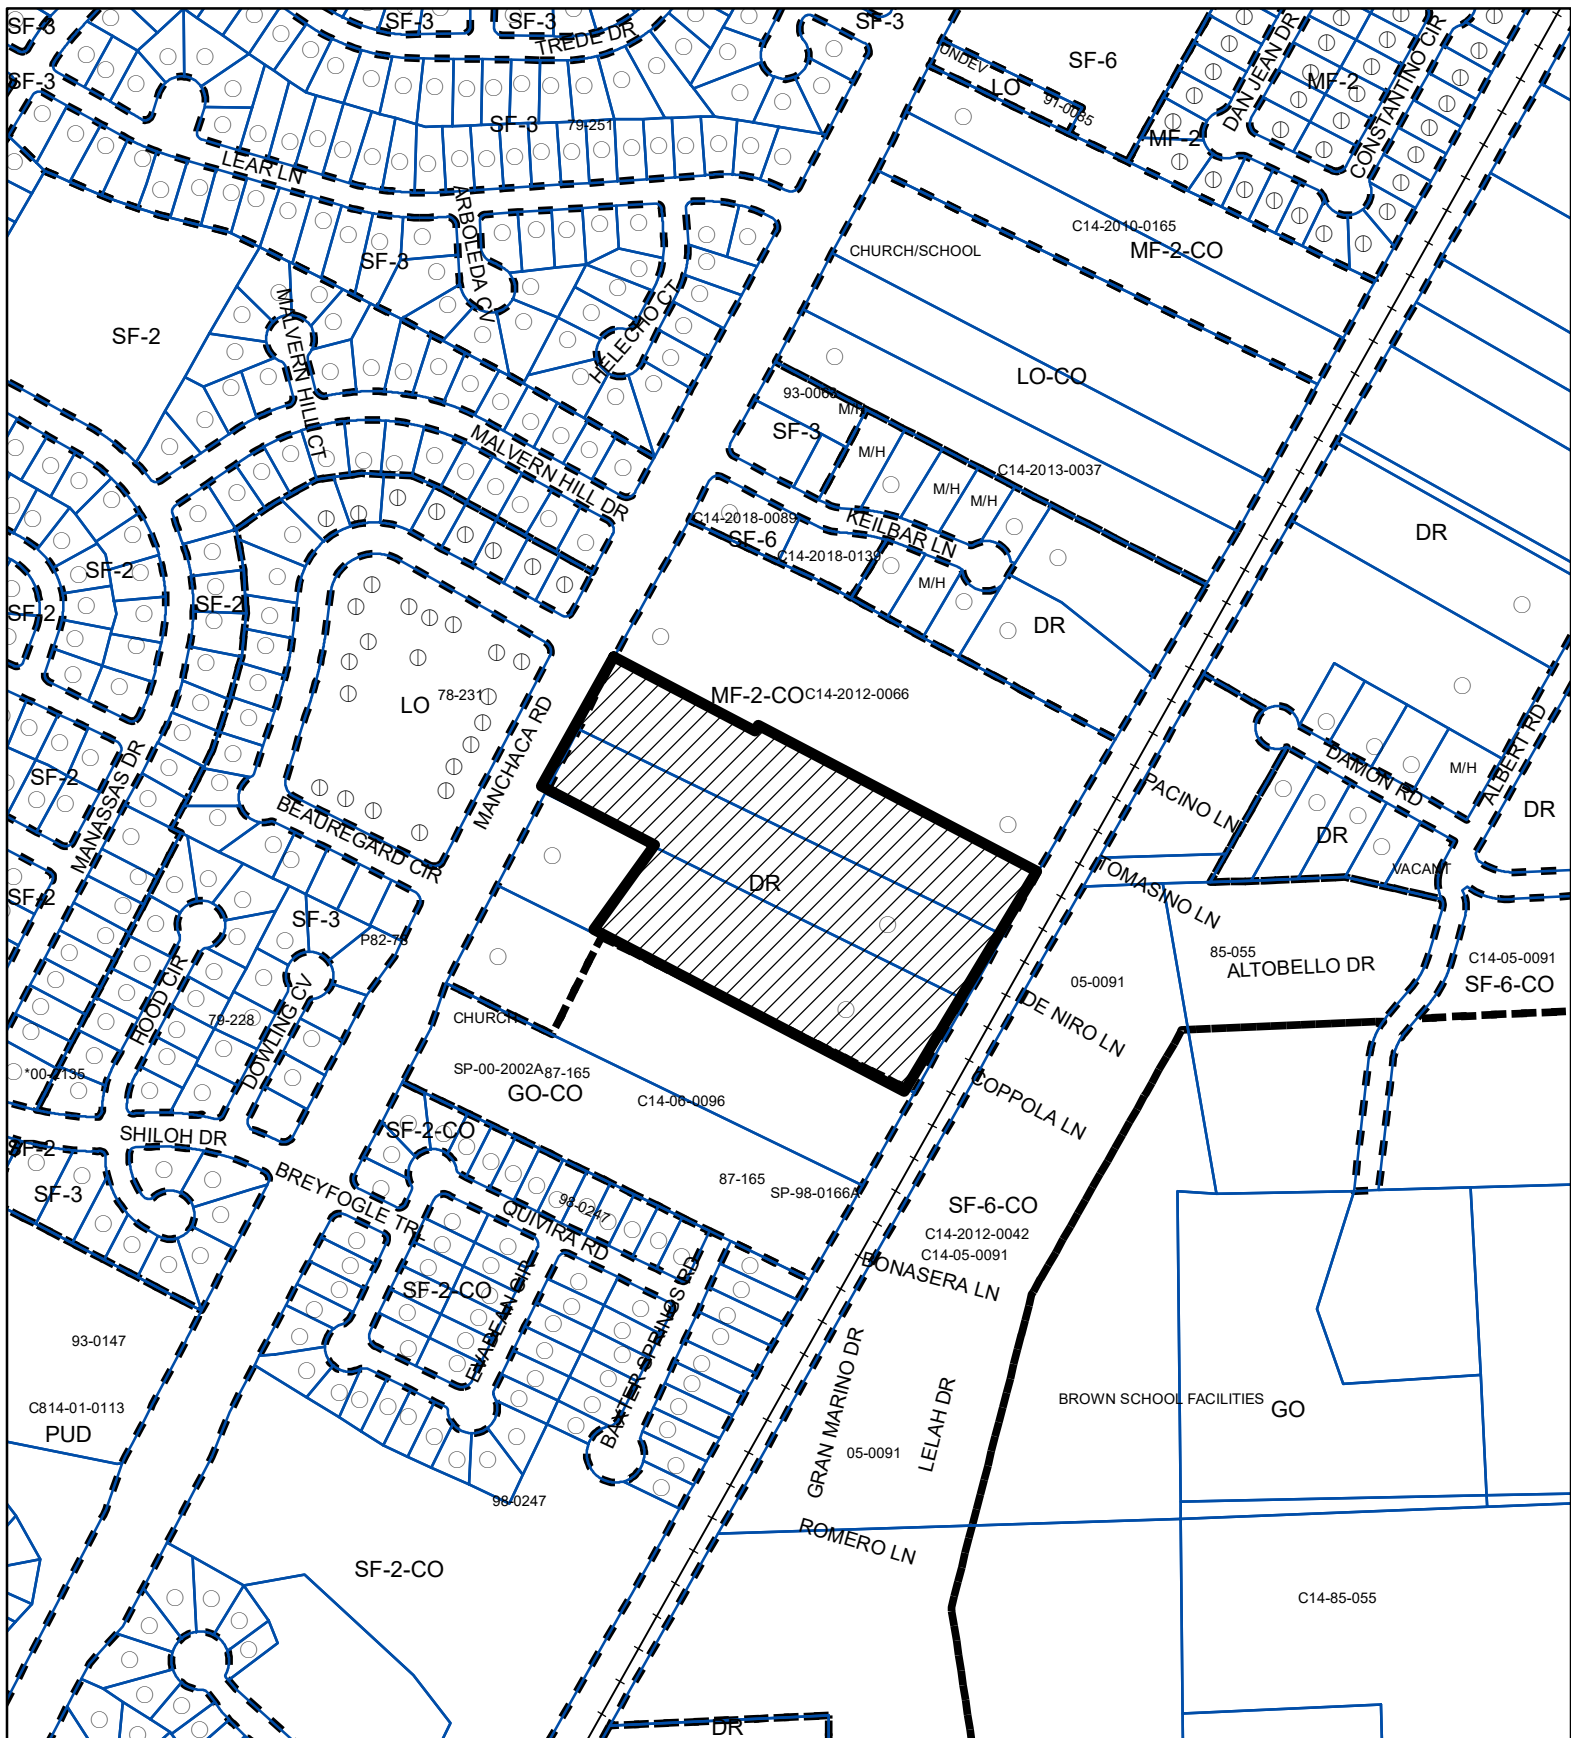 SF-3
SF-3
SF-3
SF-3
TREDE DR
SF-3
UNDEV
LO
91-0035
SF-6
DAN JEAN DR
MF-2
CONSTANTINO CIR
MF-2
SF-3
79-251
LEAR LN
ARBOLEDA CV
SF-3
CHURCH/SCHOOL
C14-2010-0165
MF-2-CO
SF-2
MALVERN HILL CT
HELECHO CT
LO-CO
93-0063
M/H
SF-3
M/H
MALVERN HILL DR
C14-2013-0037
M/H
M/H
C14-2018-0089
SF-6
KEILBAR LN
C14-2018-0139
M/H
DR
SF-2
SF-2
SF-2
DR
MF-2-CO
C14-2012-0066
LO
78-231
MANCHACA RD
ALBERT RD
DAMON RD
M/H
PACINO LN
DR
DR
SF-2
MANASSAS DR
BEAUREGARD CIR
VACANT
TOMASINO LN
DR
SF-2
SF-3
P82-73
85-055
ALTOBELLO DR
C14-05-0091
SF-6-CO
05-0091
HOOD CIR
79-228
DOWLING CV
CHURCH
DE NIRO LN
*00-2135
SP-00-2002A
87-165
GO-CO
C14-06-0096
COPPOLA LN
SHILOH DR
SF-2-CO
SF-2
SF-3
BREYFOGLE TRL
98-0247
QUIVIRA RD
87-165
SP-98-0166A
SF-6-CO
C14-2012-0042
C14-05-0091
BONASERA LN
SF-2-CO
EVADEAN CIR
BAXTER SPRINGS RD
93-0147
GRAN MARINO DR
LELAH DR
BROWN SCHOOL FACILITIES
GO
C814-01-0113
PUD
05-0091
98-0247
ROMERO LN
SF-2-CO
C14-85-055
DR